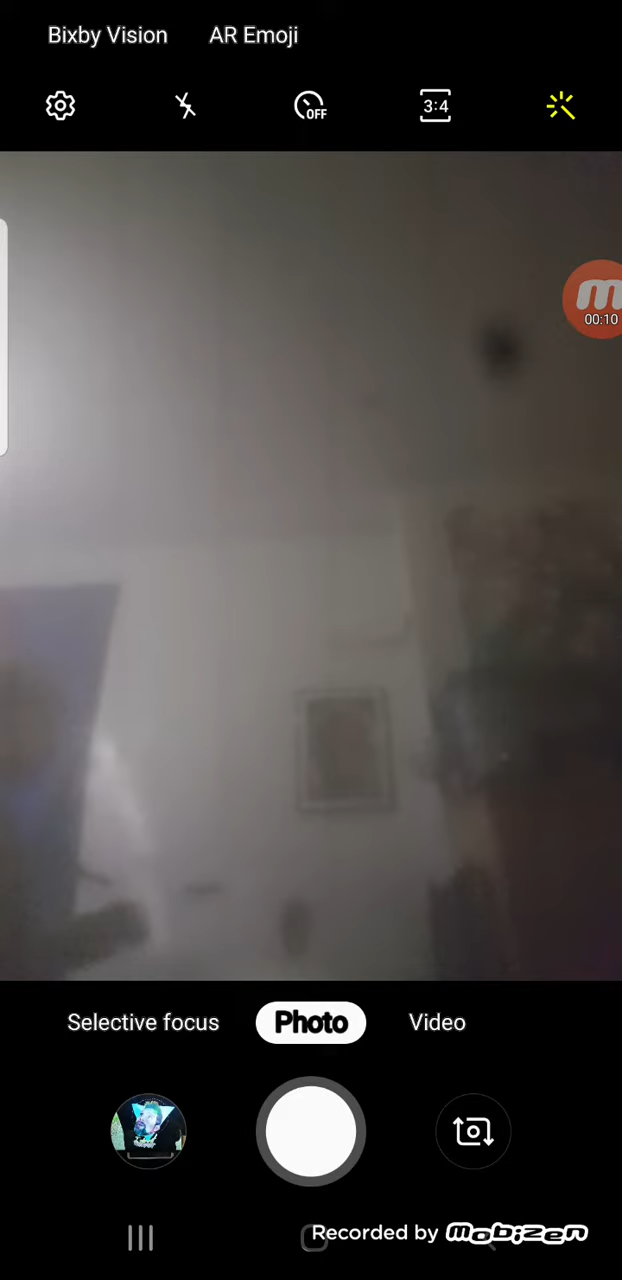 Bixby Vision AR Emoji
OFF 3:4
m
00:10
Selective focus Photo Video
Recorded by mobizen